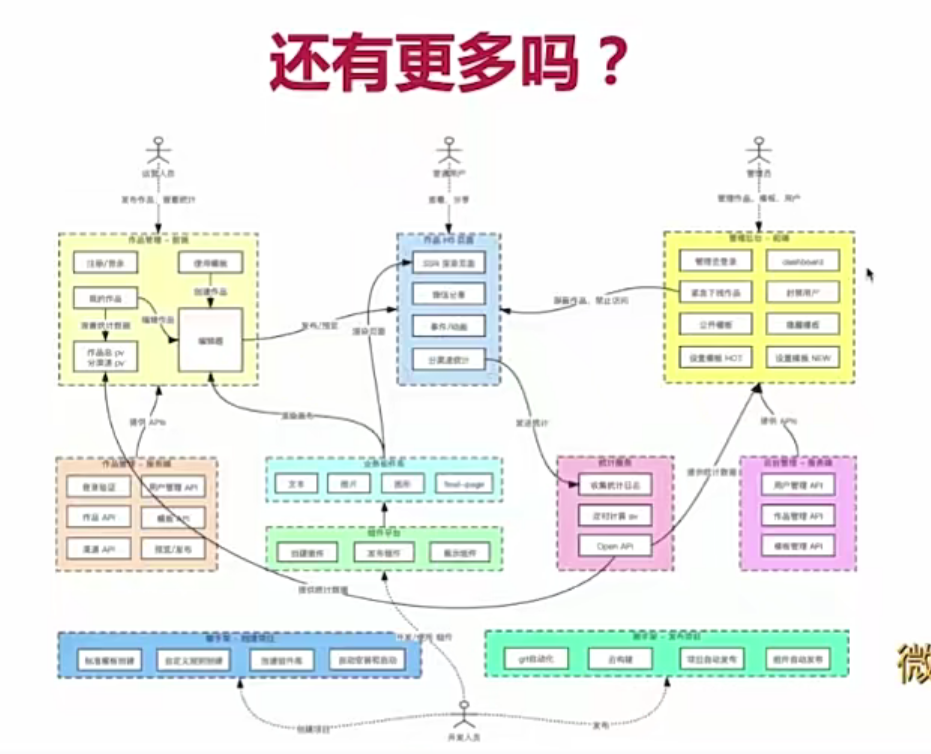 还有更多吗？
运营人员
普通用户
管理员
发布作品、查看统计
查看、分享
管理作品、模板、用户
作品管理 - 前端
注册/登录
使用模板
创建作品
我的作品
编辑作品
查看统计数据
编辑器
作品总 pv
分渠道 pv
作品 H5 页面
SSR 渲染页面
微信分享
事件/动画
分渠道统计
管理后台 - 前端
管理员登录
dashboard
紧急下线作品
封禁用户
公开模板
隐藏模板
设置模板 HOT
设置模板 NEW
发布/预览
渲染页面
屏蔽作品、禁止访问
提供 APIs
渲染画布
发送统计
提供统计数据
提供 APIs
作品管理 - 服务端
登录验证
用户管理 API
作品 API
模板 API
渠道 API
预览/发布
业务组件库
文本
图片
图形
组件平台
创建组件
发布组件
展示组件
统计服务
收集统计日志
定时计算 pv
Open API
后台管理 - 服务端
用户管理 API
作品管理 API
模板管理 API
提供统计数据
脚手架 - 创建项目
标准模板创建
自定义规则创建
创建组件库
自动安装和启动
脚手架 - 发布项目
git自动化
云构建
项目自动发布
组件自动发布
创建项目
发布
开发人员
微